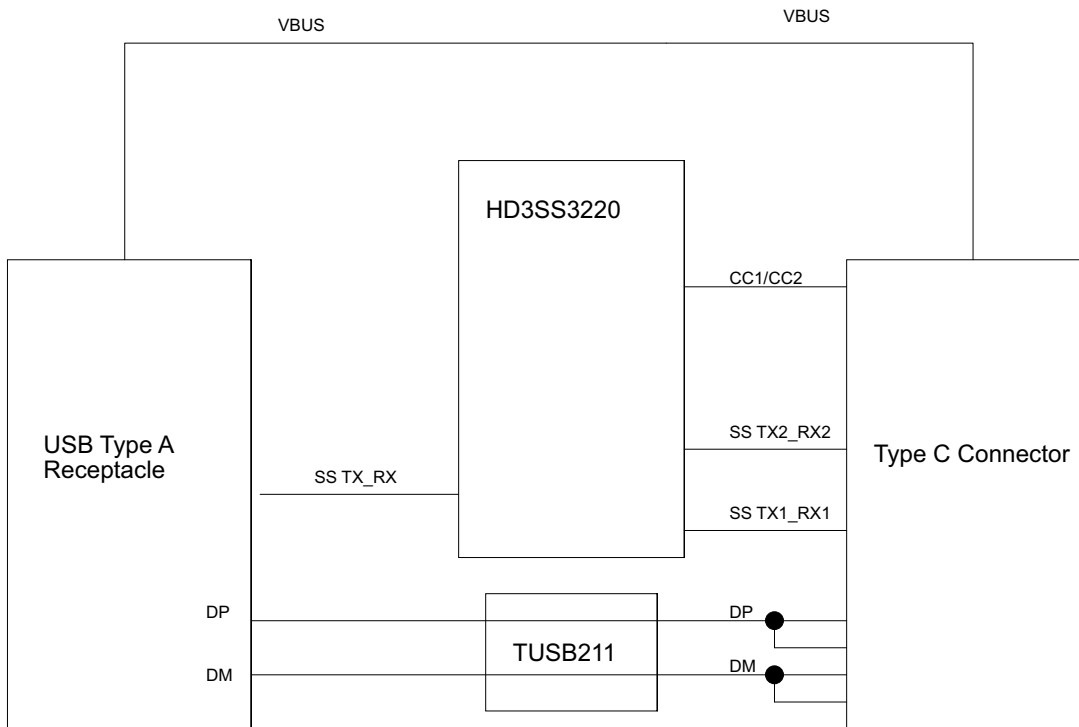 VBUS
VBUS
HD3SS3220
CC1/CC2
USB Type A
Receptacle
SS TX_RX
SS TX2_RX2
Type C Connector
SS TX1_RX1
DP
DP
TUSB211
DM
DM